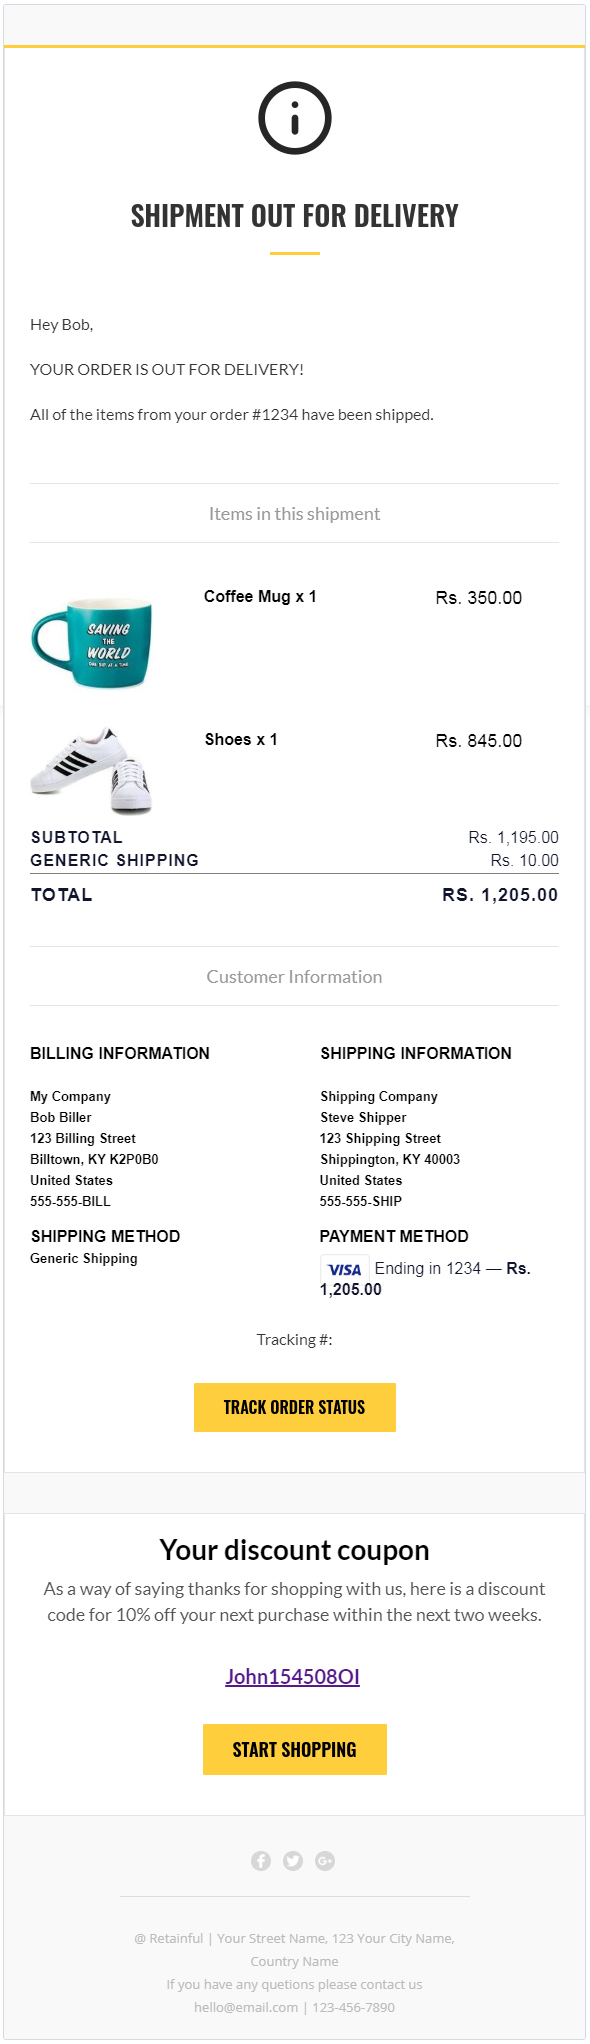 SHIPMENT OUT FOR DELIVERY
Hey Bob,
YOUR ORDER IS OUT FOR DELIVERY!
All of the items from your order #1234 have been shipped.
Items in this shipment
Coffee Mug x 1 Rs. 350.00
SAVING
THE
WORLD
ONE SIP AT A TIME
Shoes x 1 Rs. 845.00
SUBTOTAL Rs. 1,195.00
GENERIC SHIPPING Rs. 10.00
TOTAL RS. 1,205.00
Customer Information
BILLING INFORMATION
My Company
Bob Biller
123 Billing Street
Billtown, KY K2P0B0
United States
555-555-BILL
SHIPPING INFORMATION
Shipping Company
Steve Shipper
123 Shipping Street
Shippington, KY 40003
United States
555-555-SHIP
SHIPPING METHOD
Generic Shipping
PAYMENT METHOD
VISA Ending in 1234 — Rs.
1,205.00
Tracking #:
TRACK ORDER STATUS
Your discount coupon
As a way of saying thanks for shopping with us, here is a discount
code for 10% off your next purchase within the next two weeks.
John154508OI
START SHOPPING
@ Retainful | Your Street Name, 123 Your City Name,
Country Name
If you have any quetions please contact us
hello@email.com | 123-456-7890